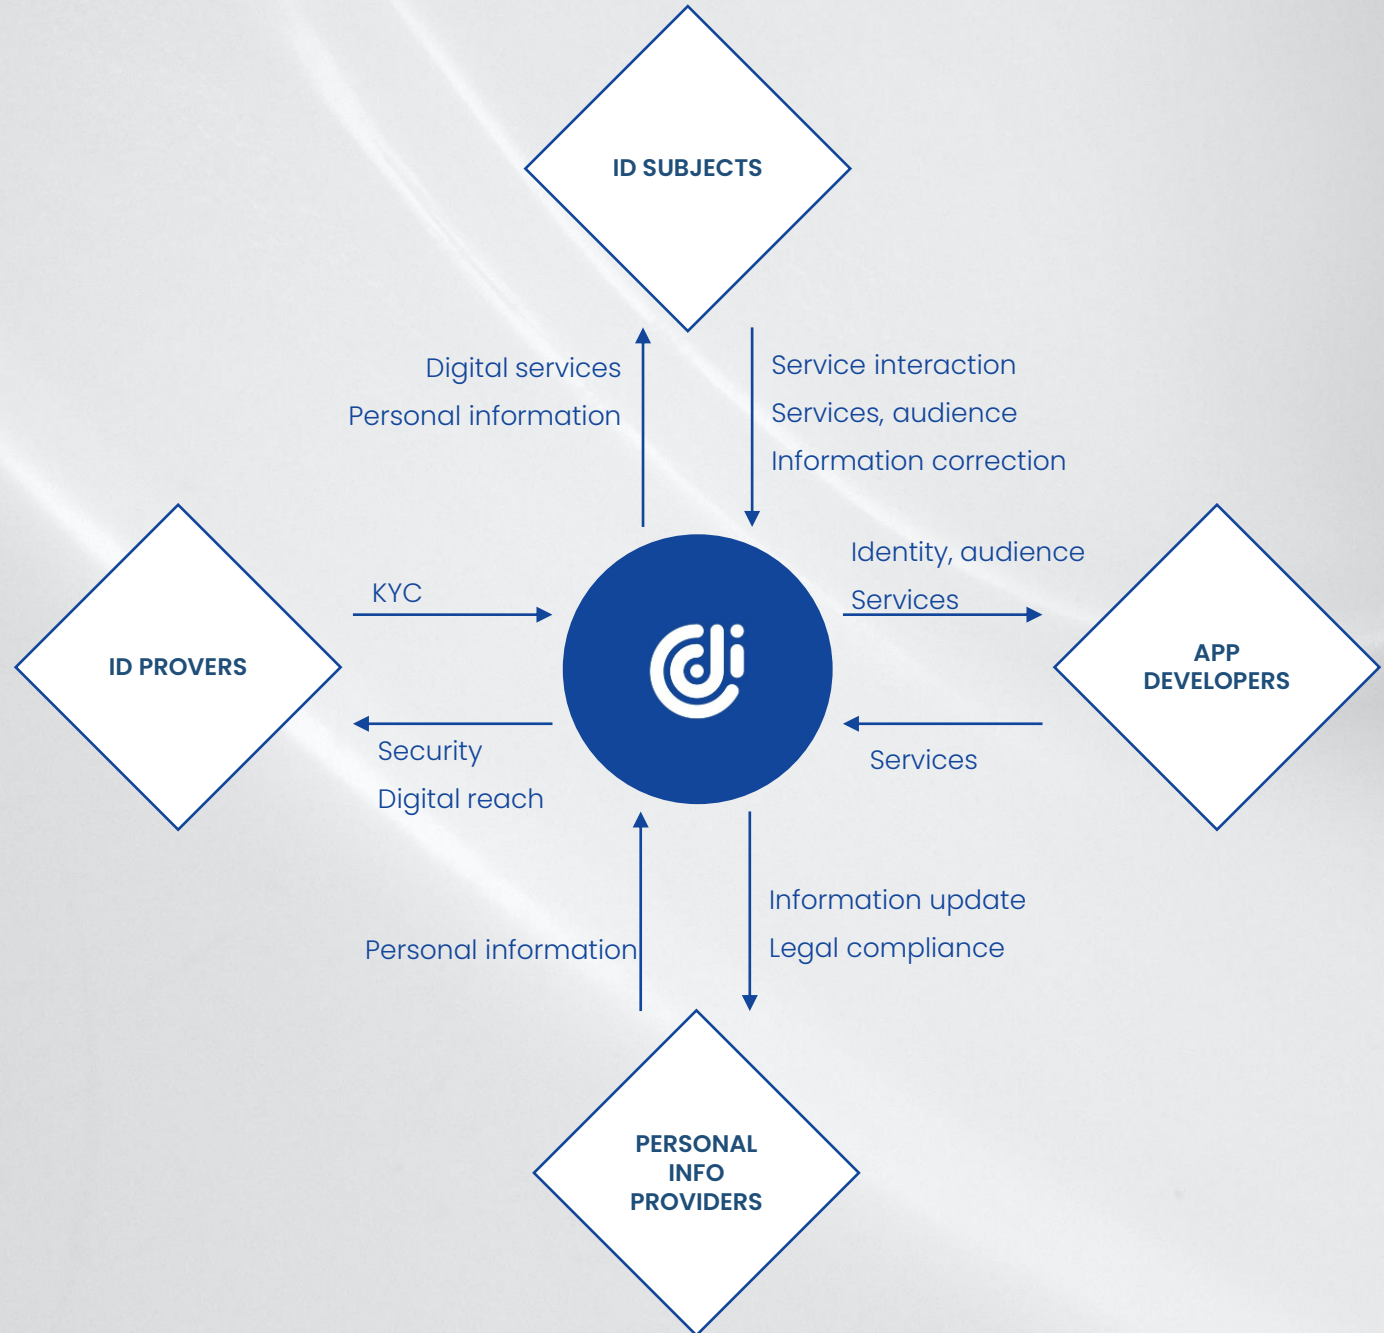 ID SUBJECTS
Digital services
Personal information
Service interaction
Services, audience
Information correction
KYC
Identity, audience
Services
ID PROVERS
APP
DEVELOPERS
Security
Digital reach
Services
Personal information
Information update
Legal compliance
PERSONAL
INFO
PROVIDERS